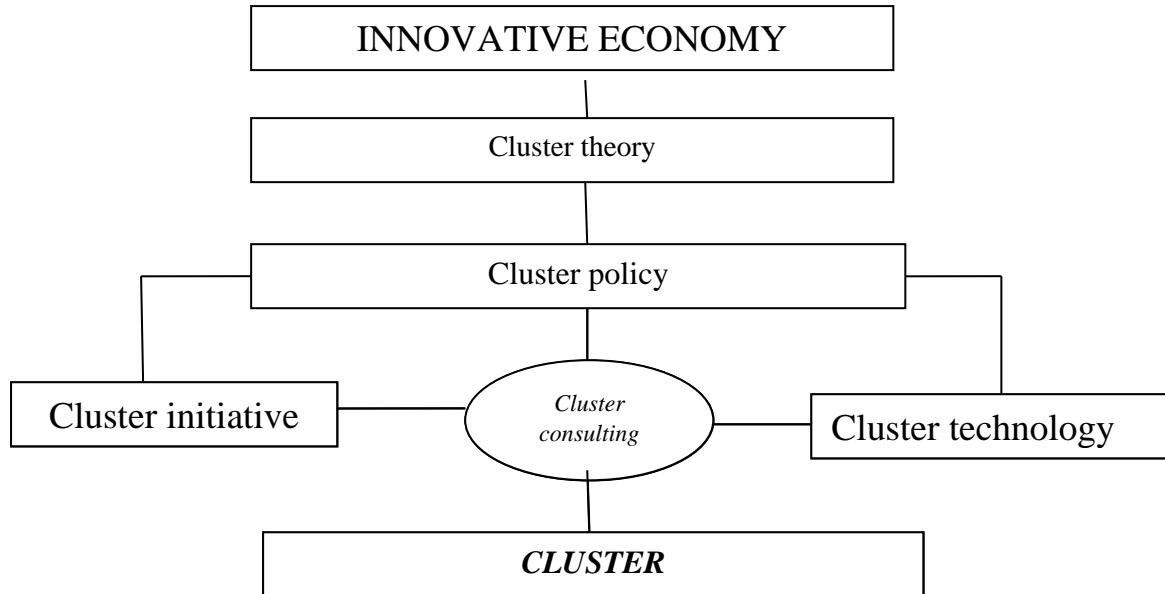 INNOVATIVE ECONOMY
Cluster theory
Cluster policy
Cluster initiative
Cluster
consulting
Cluster technology
CLUSTER